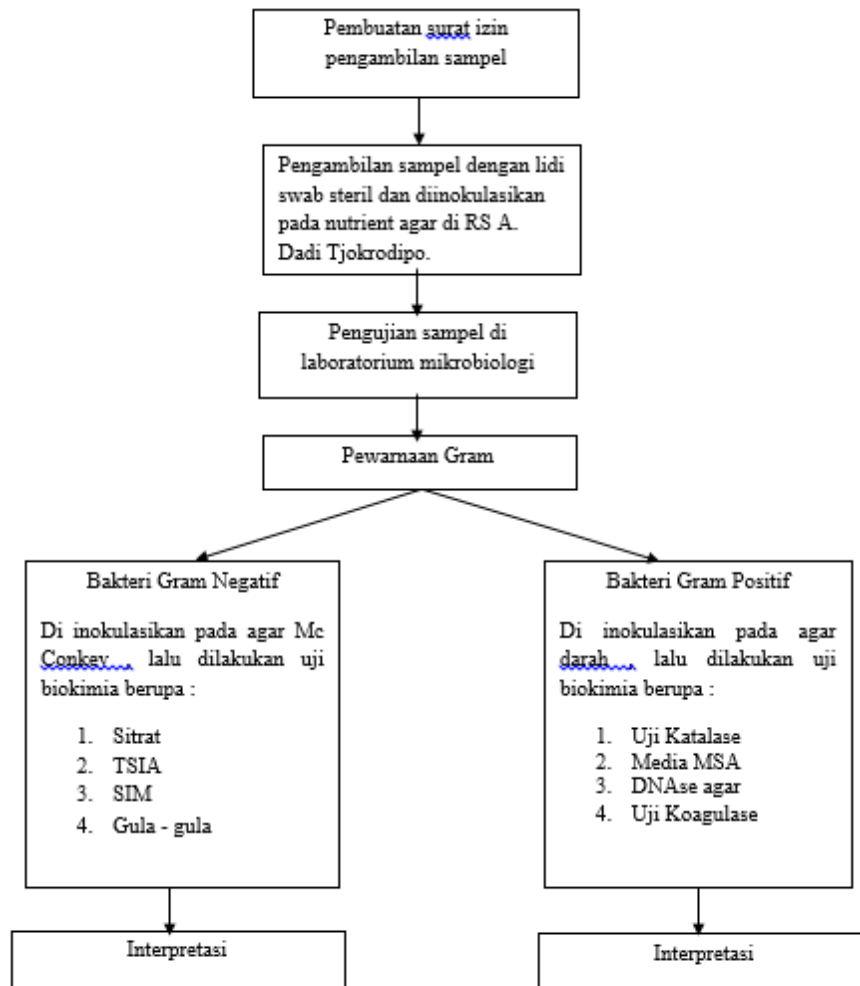 Pembuatan surat izin
pengambilan sampel
Pengambilan sampel dengan lidi
swab steril dan diinokulasikan
pada nutrient agar di RS A.
Dadi Tjokrodipo.
Pengujian sampel di
laboratorium mikrobiologi
Pewarnaan Gram
Bakteri Gram Negatif
Di inokulasikan pada agar Mc
Conkey , lalu dilakukan uji
biokimia berupa :
1. Sitrat
2. TSIA
3. SIM
4. Gula - gula
Bakteri Gram Positif
Di inokulasikan pada agar
darah , lalu dilakukan uji
biokimia berupa :
1. Uji Katalase
2. Media MSA
3. DNAse agar
4. Uji Koagulase
Interpretasi
Interpretasi